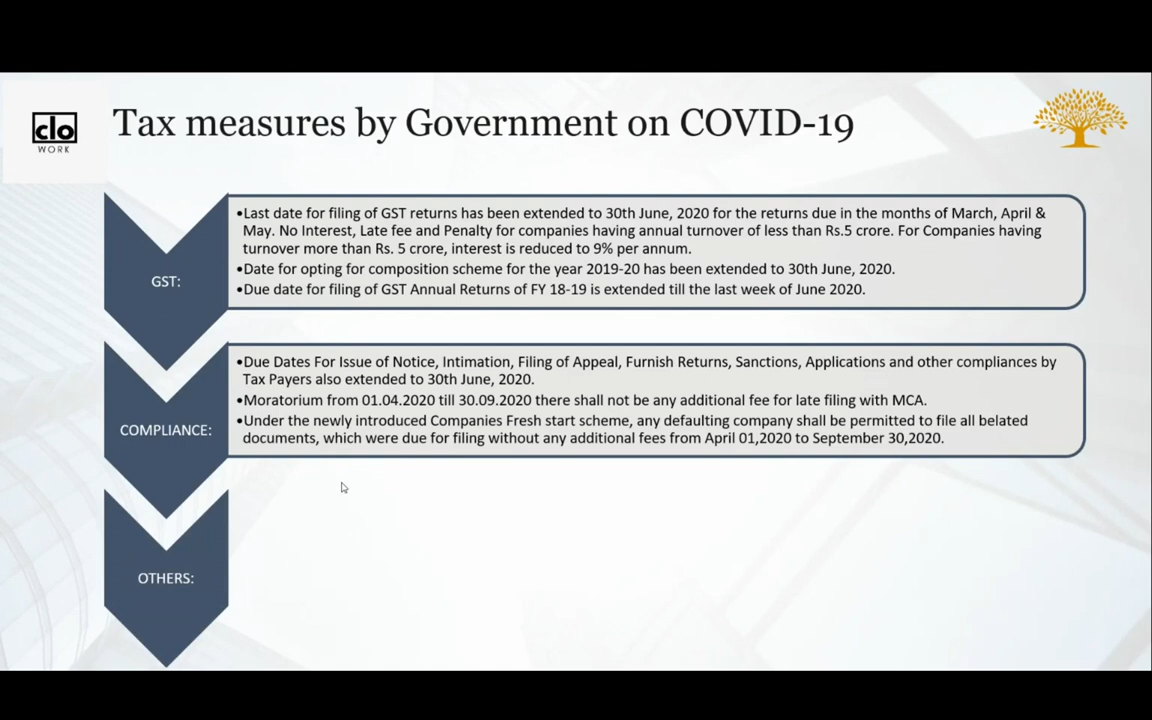 clo
WORK
Tax measures by Government on COVID-19
GST:
•Last date for filing of GST returns has been extended to 30th June, 2020 for the returns due in the months of March, April &
May. No Interest, Late fee and Penalty for companies having annual turnover of less than Rs.5 crore. For Companies having
turnover more than Rs. 5 crore, interest is reduced to 9% per annum.
•Date for opting for composition scheme for the year 2019-20 has been extended to 30th June, 2020.
•Due date for filing of GST Annual Returns of FY 18-19 is extended till the last week of June 2020.
COMPLIANCE:
•Due Dates For Issue of Notice, Intimation, Filing of Appeal, Furnish Returns, Sanctions, Applications and other compliances by
Tax Payers also extended to 30th June, 2020.
•Moratorium from 01.04.2020 till 30.09.2020 there shall not be any additional fee for late filing with MCA.
•Under the newly introduced Companies Fresh start scheme, any defaulting company shall be permitted to file all belated
documents, which were due for filing without any additional fees from April 01,2020 to September 30,2020.
OTHERS: